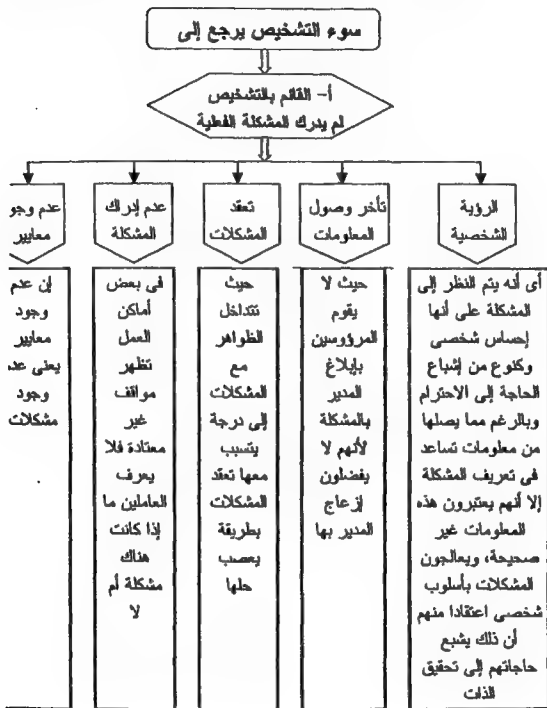 سوء التشخيص يرجع إلى
أ- القائم بالتشخيص
لم يدرك المشكلة الفعلية
الرؤية
الشخصية
أى أنه يتم النظر إلى
المشكلة على أنها
إحساس شخصي
وكنوع من إشباع
الحاجة إلى الاحترام
وبالرغم مما يصلها
من معلومات تساعد
فى تعريف المشكلة
إلا أنهم يعتبرون هذه
المعلومات غير
صحيحة، ويعالجون
المشكلات بأسلوب
شخصى اعتقادا منهم
أن ذلك يشبع
حاجاتهم إلى تحقيق
الذات
تأخر وصول
المعلومات
حيث لا
يقوم
المرؤوسين
بإبلاغ
المدير
بالمشكلة
لأنهم لا
يفضلون
إزعاج
المدير بها
تعقد
المشكلات
حيث
تتداخل
الظواهر
مع
المشكلات
إلى درجة
يتسبب
معها تعقد
المشكلات
بطريقة
يعصب
حلها
عدم إدراك
المشكلة
فى بعض
أماكن
العمل
تظهر
مواقف
غير
معتادة فلا
يعرف
العاملين ما
إذا كانت
هناك
مشكلة أم
لا
عدم وجو
معايير
إن عدم
وجود
معايير
يعنى عد
وجود
مشكلات